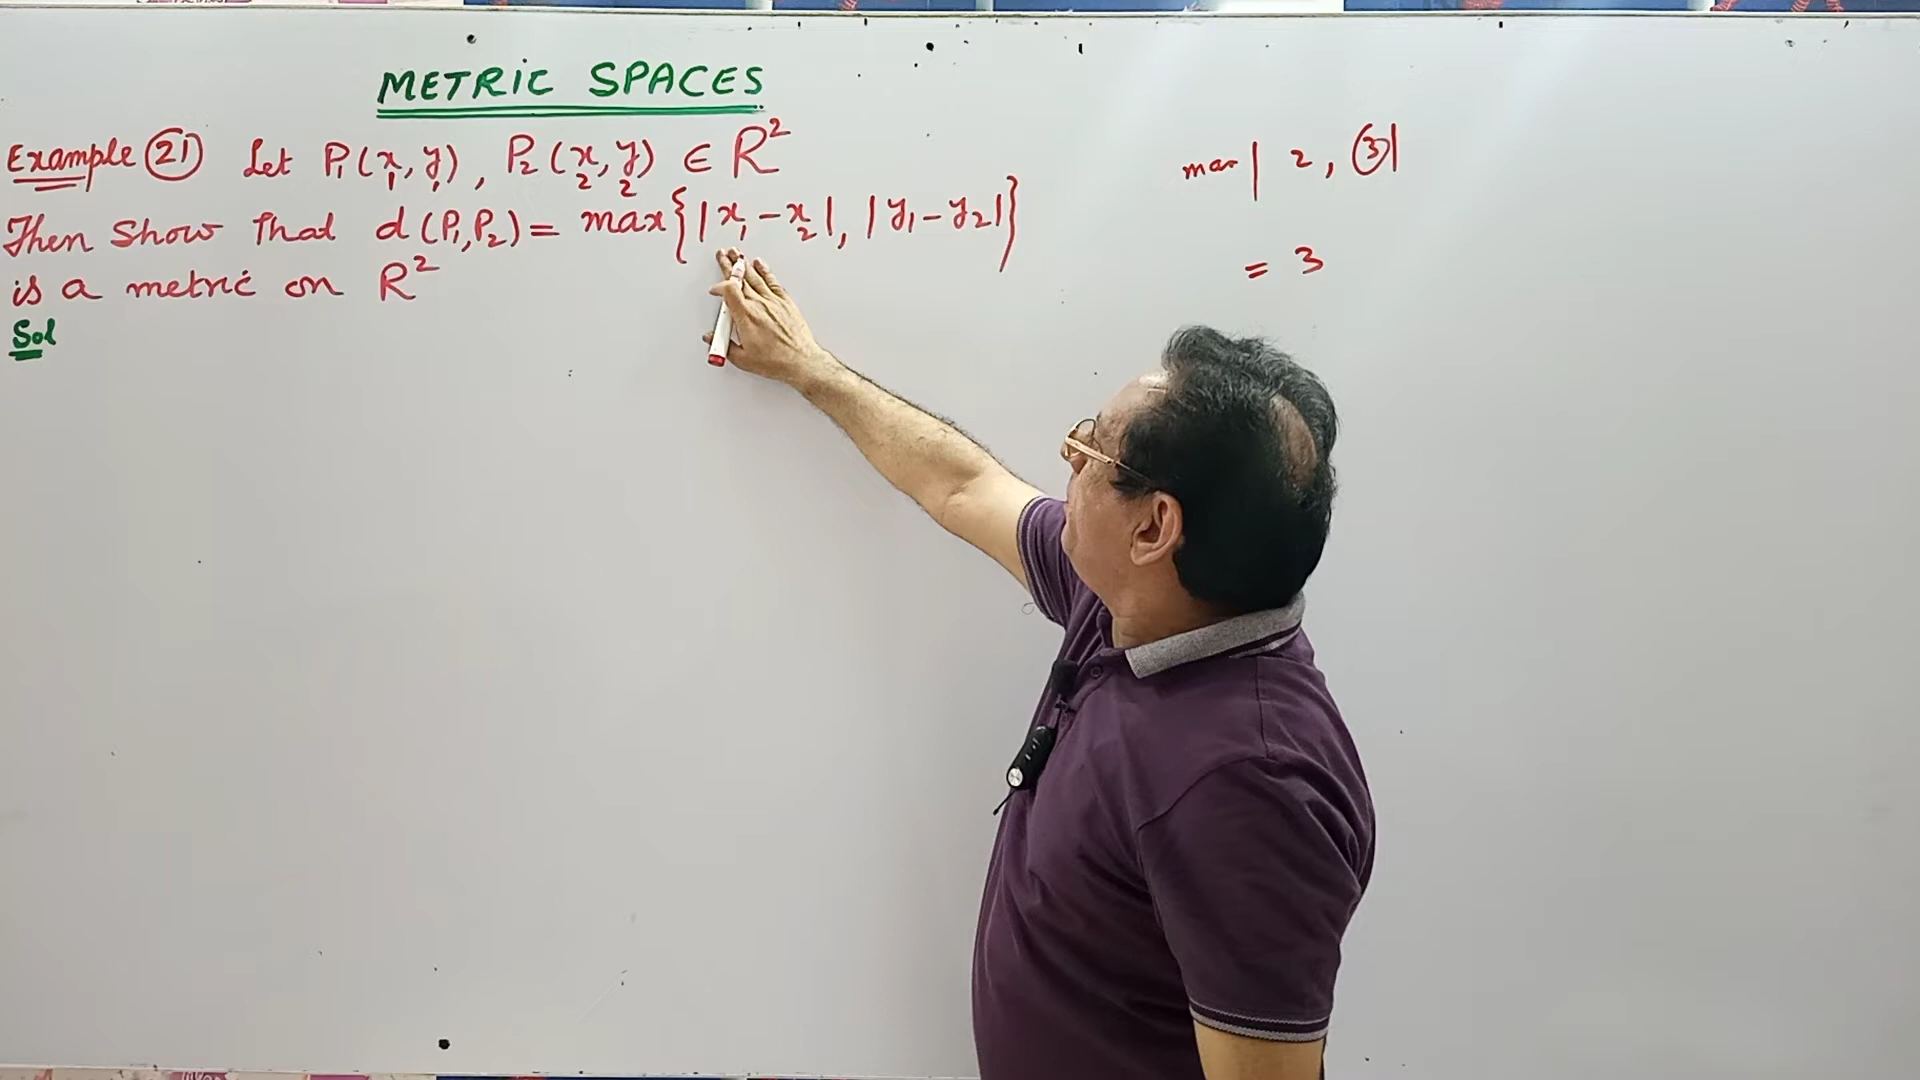 METRIC SPACES
Example (21) Let P₁(x₁, y₁), P₂(x₂, y₂) ∈ R²
Then Show that d(P₁,P₂) = max{|x₁ - x₂|, |y₁ - y₂|}
is a metric on R²
Sol
max | 2, (3)|
= 3